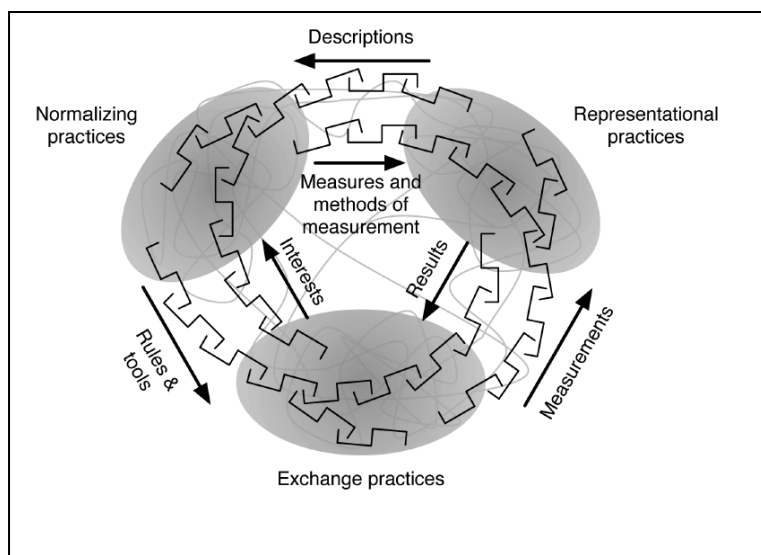 Descriptions
Normalizing
practices
Representational
practices
Measures and
methods of
measurement
Interests
Results
Rules &
tools
Measurements
Exchange practices